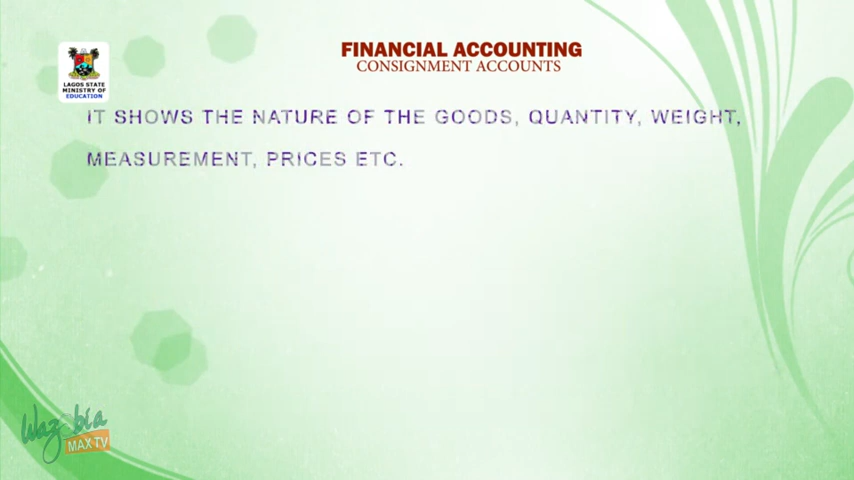 FINANCIAL ACCOUNTING
CONSIGNMENT ACCOUNTS
LAGOS STATE
MINISTRY OF
EDUCATION
IT SHOWS THE NATURE OF THE GOODS, QUANTITY, WEIGHT,
MEASUREMENT, PRICES ETC.
Wazobia
MAX TV